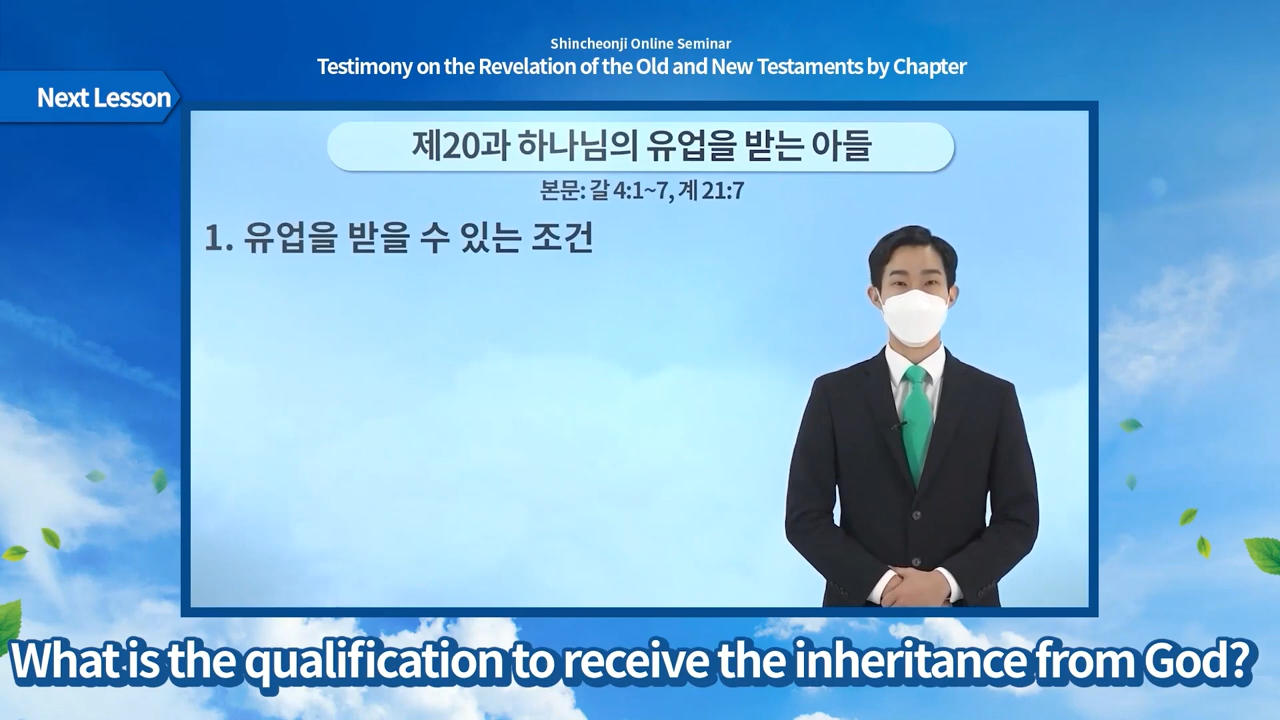 Shincheonji Online Seminar
Testimony on the Revelation of the Old and New Testaments by Chapter
Next Lesson
제20과 하나님의 유업을 받는 아들
본문: 갈 4:1~7, 계 21:7
1. 유업을 받을 수 있는 조건
What is the qualification to receive the inheritance from God?